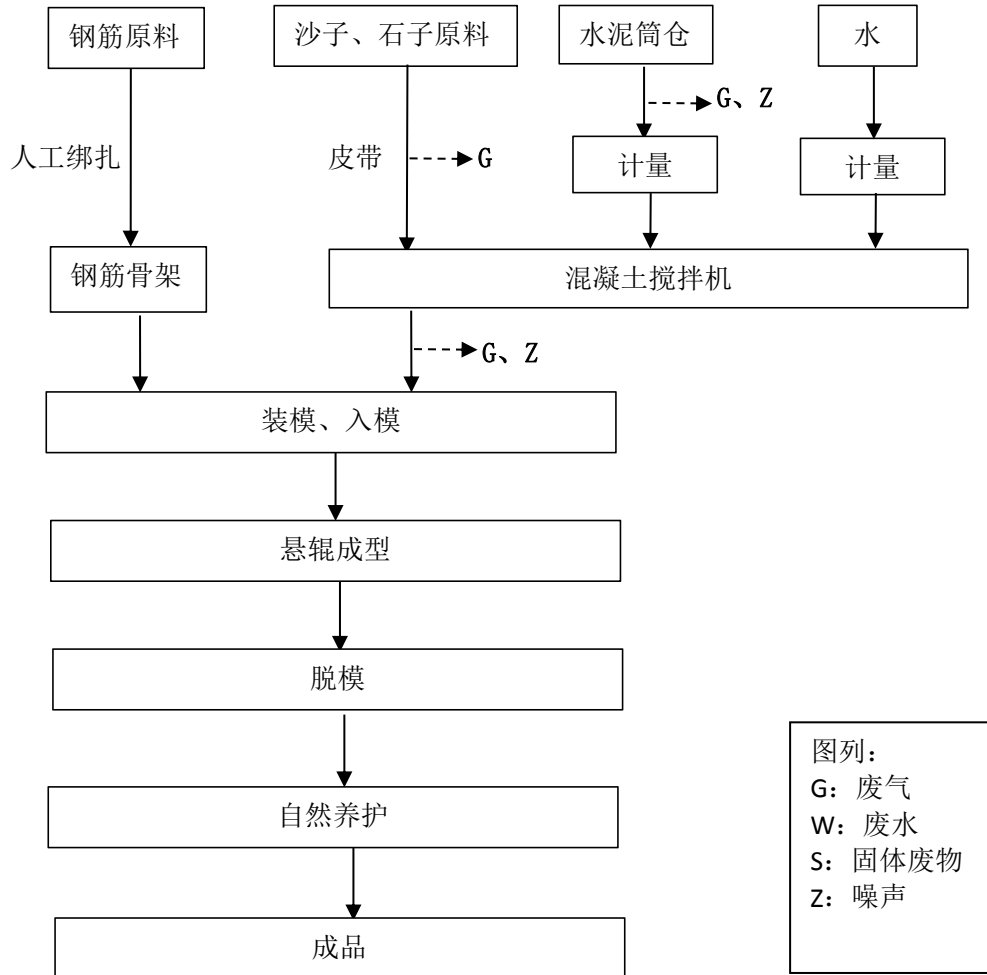 钢筋原料
沙子、石子原料
水泥筒仓
水
G、Z
人工绑扎
皮带
G
计量
计量
钢筋骨架
混凝土搅拌机
G、Z
装模、入模
悬辊成型
脱模
自然养护
成品
图列：
G：废气
W：废水
S：固体废物
Z：噪声